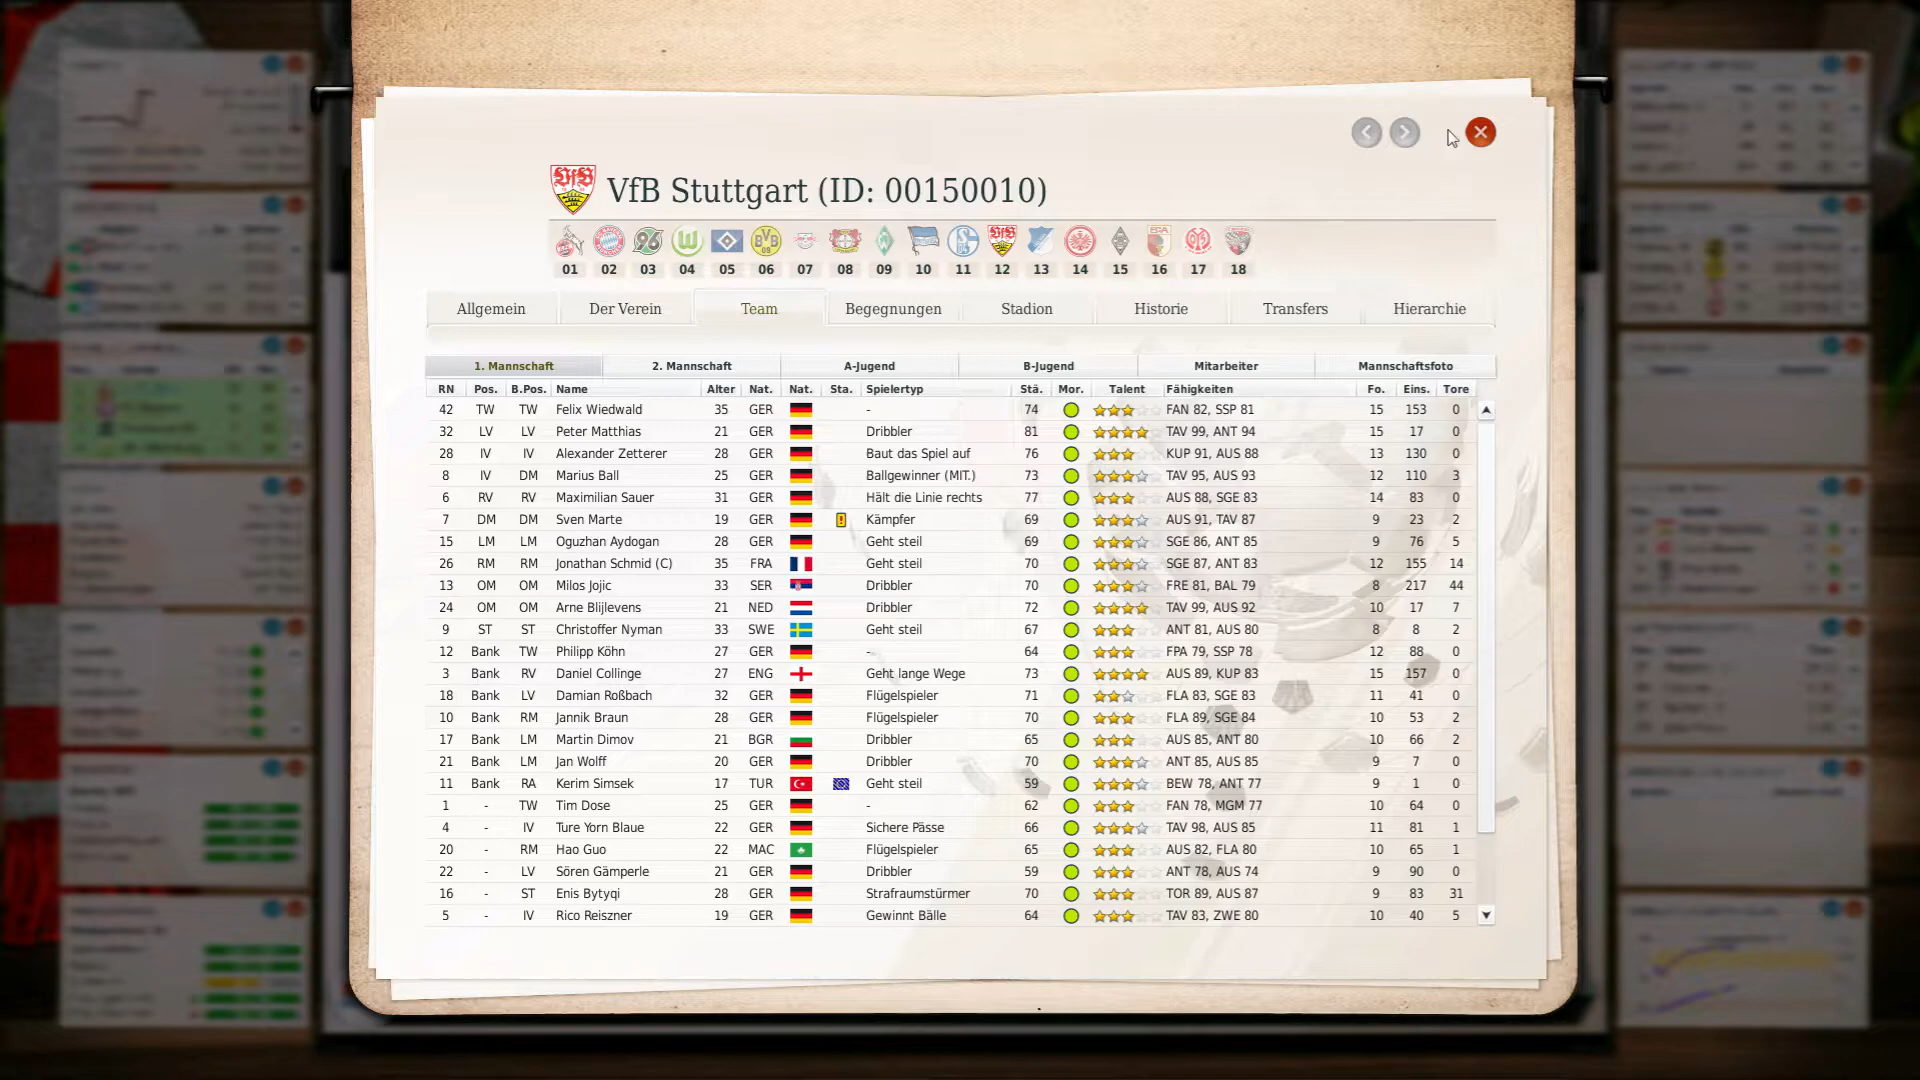 VfB Stuttgart (ID: 00150010)
01 02 03 04 05 06 07 08 09 10 11 12 13 14 15 16 17 18
Allgemein Der Verein Team Begegnungen Stadion Historie Transfers Hierarchie
1. Mannschaft 2. Mannschaft A-Jugend B-Jugend Mitarbeiter Mannschaftsfoto
RN Pos. B.Pos. Name Alter Nat. Nat. Sta. Spielertyp Stä. Mor. Talent Fähigkeiten Fo. Eins. Tore
42 TW TW Felix Wiedwald 35 GER - 74 FAN 82, SSP 81 15 153 0
32 LV LV Peter Matthias 21 GER Dribbler 81 TAV 99, ANT 94 15 17 0
28 IV IV Alexander Zetterer 28 GER Baut das Spiel auf 76 KUP 91, AUS 88 13 130 0
8 IV DM Marius Ball 25 GER Ballgewinner (MIT.) 73 TAV 95, AUS 93 12 110 3
6 RV RV Maximilian Sauer 31 GER Hält die Linie rechts 77 AUS 88, SGE 83 14 83 0
7 DM DM Sven Marte 19 GER Kämpfer 69 AUS 91, TAV 87 9 23 2
15 LM LM Oguzhan Aydogan 28 GER Geht steil 69 SGE 86, ANT 85 9 76 5
26 RM RM Jonathan Schmid (C) 35 FRA Geht steil 70 SGE 87, ANT 83 12 155 14
13 OM OM Milos Jojic 33 SER Dribbler 70 FRE 81, BAL 79 8 217 44
24 OM OM Arne Blijlevens 21 NED Dribbler 72 TAV 99, AUS 92 10 17 7
9 ST ST Christoffer Nyman 33 SWE Geht steil 67 ANT 81, AUS 80 8 8 2
12 Bank TW Philipp Köhn 27 GER - 64 FPA 79, SSP 78 12 88 0
3 Bank RV Daniel Collinge 27 ENG Geht lange Wege 73 AUS 89, KUP 83 15 157 0
18 Bank LV Damian Roßbach 32 GER Flügelspieler 71 FLA 83, SGE 83 11 41 0
10 Bank RM Jannik Braun 28 GER Flügelspieler 70 FLA 89, SGE 84 10 53 2
17 Bank LM Martin Dimov 21 BGR Dribbler 65 AUS 85, ANT 80 10 66 2
21 Bank LM Jan Wolff 20 GER Dribbler 70 ANT 85, AUS 85 9 7 0
11 Bank RA Kerim Simsek 17 TUR Geht steil 59 BEW 78, ANT 77 9 1 0
1 - TW Tim Dose 25 GER - 62 FAN 78, MGM 77 10 64 0
4 - IV Ture Yorn Blaue 22 GER Sichere Pässe 66 TAV 98, AUS 85 11 81 1
20 - RM Hao Guo 22 MAC Flügelspieler 65 AUS 82, FLA 80 10 65 1
22 - LV Sören Gämperle 21 GER Dribbler 59 ANT 78, AUS 74 9 90 0
16 - ST Enis Bytyqi 28 GER Strafraumstürmer 70 TOR 89, AUS 87 9 83 31
5 - IV Rico Reiszner 19 GER Gewinnt Bälle 64 TAV 83, ZWE 80 10 40 5